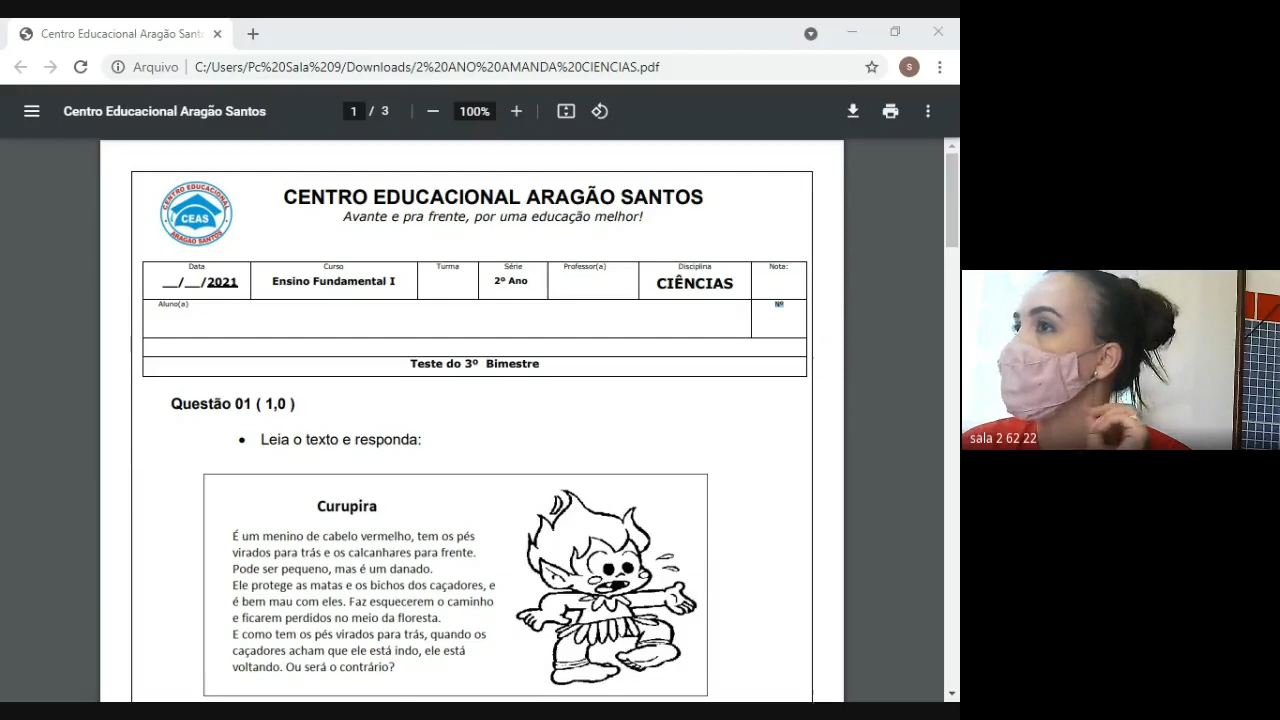 Centro Educacional Aragão Sant
Arquivo
C:/Users/Pc%20Sala%209/Downloads/2%20ANO%20AMANDA%20CIENCIAS.pdf
S
Centro Educacional Aragão Santos
1 / 3
100%
CENTRO EDUCACIONAL
CEAS
ARAGÃO SANTOS
CENTRO EDUCACIONAL ARAGÃO SANTOS
Avante e pra frente, por uma educação melhor!
Data Curso Turma Série Professor(a) Disciplina Nota:
__/__/2021 Ensino Fundamental I 2º Ano CIÊNCIAS
Aluno(a) Nº
Teste do 3º Bimestre
Questão 01 ( 1,0 )
• Leia o texto e responda:
Curupira
É um menino de cabelo vermelho, tem os pés
virados para trás e os calcanhares para frente.
Pode ser pequeno, mas é um danado.
Ele protege as matas e os bichos dos caçadores, e
é bem mau com eles. Faz esquecerem o caminho
e ficarem perdidos no meio da floresta.
E como tem os pés virados para trás, quando os
caçadores acham que ele está indo, ele está
voltando. Ou será o contrário?
sala 2 62 22